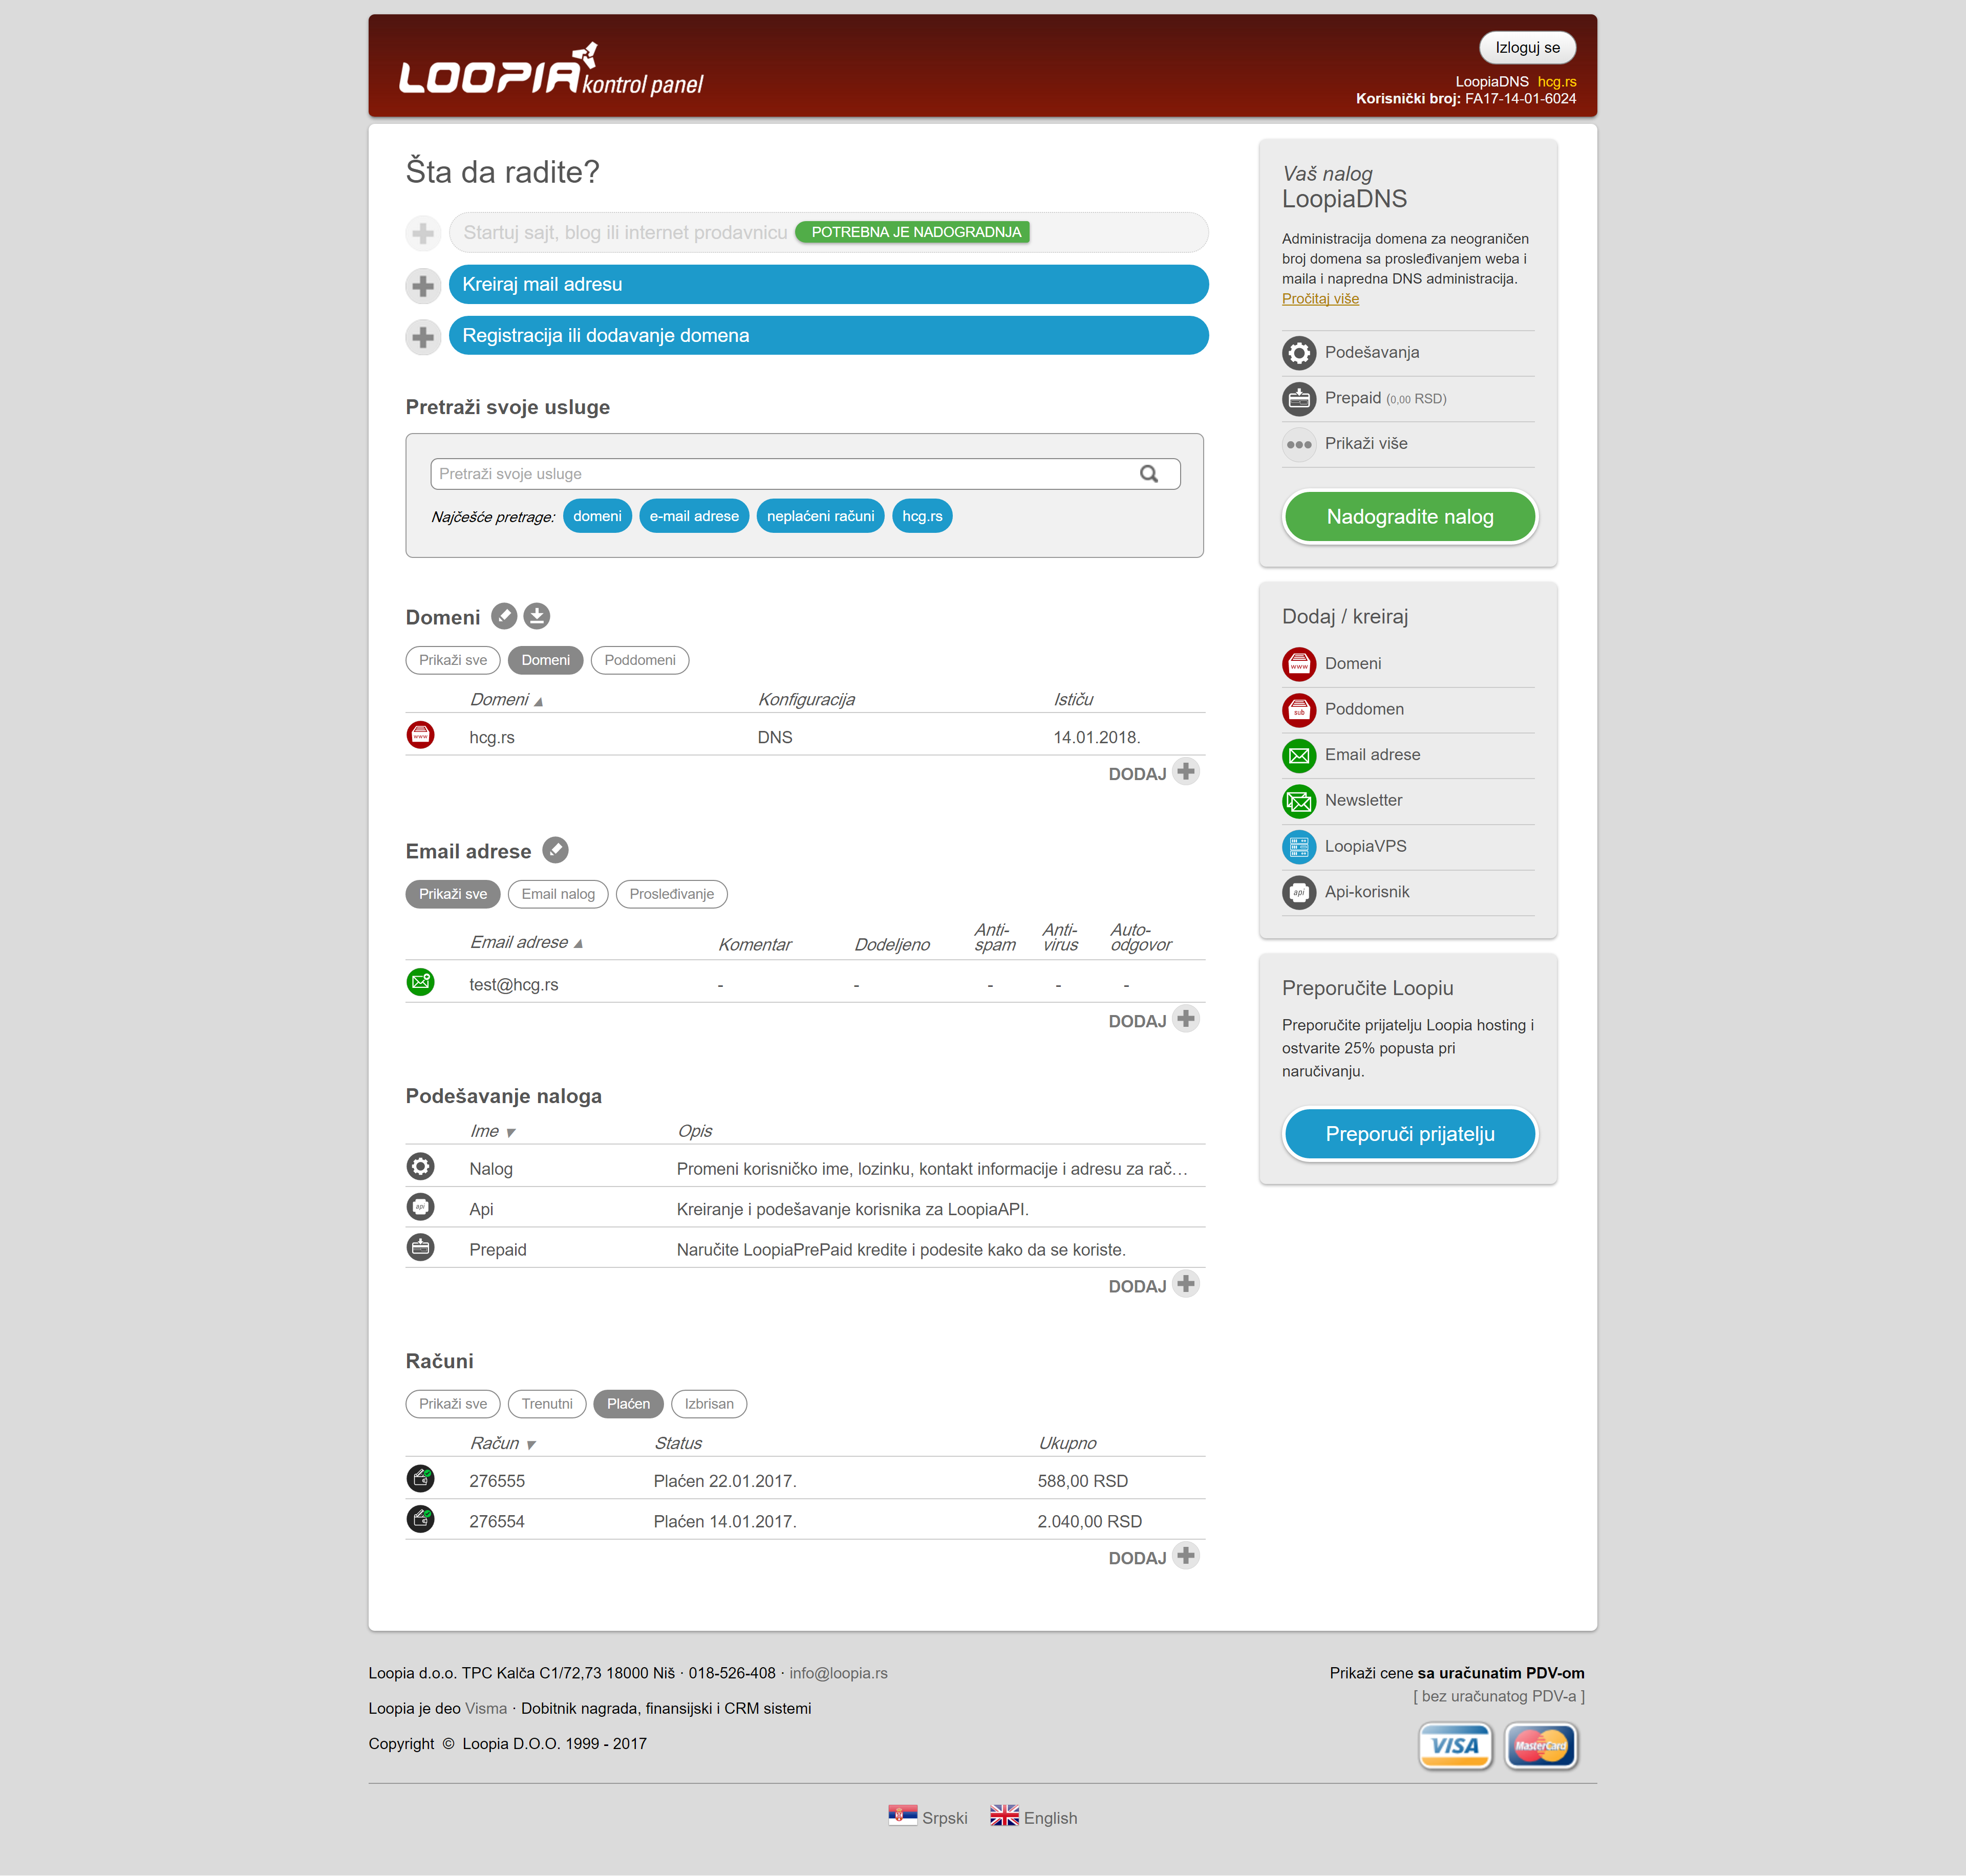 LOOPIA kontrol panel
Izloguj se
LoopiaDNS hcg.rs
Korisnički broj: FA17-14-01-6024
Šta da radite?
Startuj sajt, blog ili internet prodavnicu POTREBNA JE NADOGRADNJA
Kreiraj mail adresu
Registracija ili dodavanje domena
Pretraži svoje usluge
Pretraži svoje usluge
Najčešće pretrage: domeni e-mail adrese neplaćeni računi hcg.rs
Domeni
Prikaži sve Domeni Poddomeni
Domeni ▲ Konfiguracija Ističu
www hcg.rs DNS 14.01.2018.
DODAJ
Email adrese
Prikaži sve Email nalog Prosleđivanje
Email adrese ▲ Komentar Dodeljeno Anti-spam Anti-virus Auto-odgovor
test@hcg.rs - - - - -
DODAJ
Podešavanje naloga
Ime ▼ Opis
Nalog Promeni korisničko ime, lozinku, kontakt informacije i adresu za rač…
api Api Kreiranje i podešavanje korisnika za LoopiaAPI.
Prepaid Naručite LoopiaPrePaid kredite i podesite kako da se koriste.
DODAJ
Računi
Prikaži sve Trenutni Plaćen Izbrisan
Račun ▼ Status Ukupno
276555 Plaćen 22.01.2017. 588,00 RSD
276554 Plaćen 14.01.2017. 2.040,00 RSD
DODAJ
Vaš nalog
LoopiaDNS
Administracija domena za neograničen
broj domena sa prosleđivanjem weba i
maila i napredna DNS administracija.
Pročitaj više
Podešavanja
Prepaid (0,00 RSD)
Prikaži više
Nadogradite nalog
Dodaj / kreiraj
www Domeni
sub Poddomen
Email adrese
Newsletter
LoopiaVPS
api Api-korisnik
Preporučite Loopiu
Preporučite prijatelju Loopia hosting i
ostvarite 25% popusta pri
naručivanju.
Preporuči prijatelju
Loopia d.o.o. TPC Kalča C1/72,73 18000 Niš · 018-526-408 · info@loopia.rs
Loopia je deo Visma · Dobitnik nagrada, finansijski i CRM sistemi
Copyright © Loopia D.O.O. 1999 - 2017
Prikaži cene sa uračunatim PDV-om
[ bez uračunatog PDV-a ]
VISA MasterCard
Srpski English